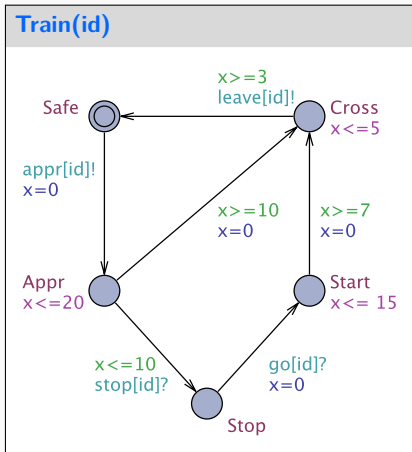 Train(id)
x>=3
leave[id]!
Safe
Cross
x<=5
appr[id]!
x=0
x>=10
x=0
x>=7
x=0
Appr
x<=20
Start
x<= 15
x<=10
stop[id]?
go[id]?
x=0
Stop